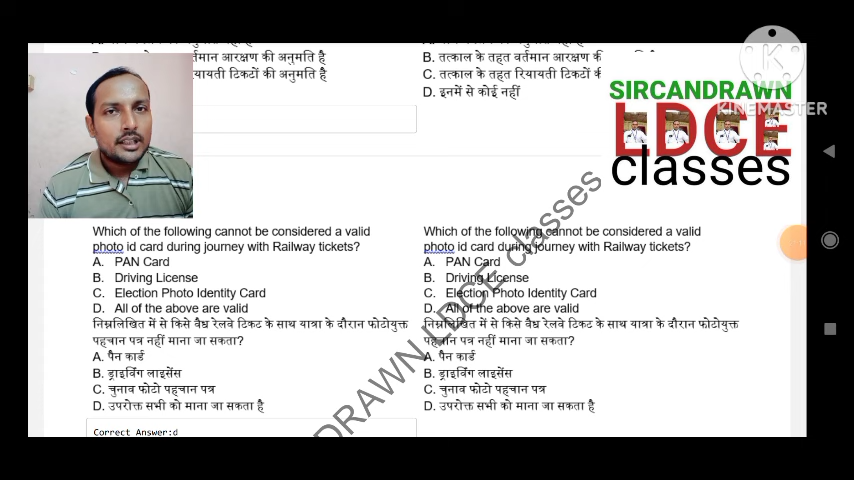 र्तमान आरक्षण की अनुमति है
यायती टिकटों की अनुमति है
B. तत्काल के तहत वर्तमान आरक्षण की
C. तत्काल के तहत रियायती टिकटों की
D. इनमें से कोई नहीं
SIRCANDRAWN
LDCE
classes
KINEMASTER
Which of the following cannot be considered a valid
photo id card during journey with Railway tickets?
A. PAN Card
B. Driving License
C. Election Photo Identity Card
D. All of the above are valid
निम्नलिखित में से किसे वैध रेलवे टिकट के साथ यात्रा के दौरान फोटोयुक्त
पहचान पत्र नहीं माना जा सकता?
A. पैन कार्ड
B. ड्राइविंग लाइसेंस
C. चुनाव फोटो पहचान पत्र
D. उपरोक्त सभी को माना जा सकता है
Correct Answer:d
Which of the following cannot be considered a valid
photo id card during journey with Railway tickets?
A. PAN Card
B. Driving License
C. Election Photo Identity Card
D. All of the above are valid
निम्नलिखित में से किसे वैध रेलवे टिकट के साथ यात्रा के दौरान फोटोयुक्त
पहचान पत्र नहीं माना जा सकता?
A. पैन कार्ड
B. ड्राइविंग लाइसेंस
C. चुनाव फोटो पहचान पत्र
D. उपरोक्त सभी को माना जा सकता है
DRAWN LDCE classes